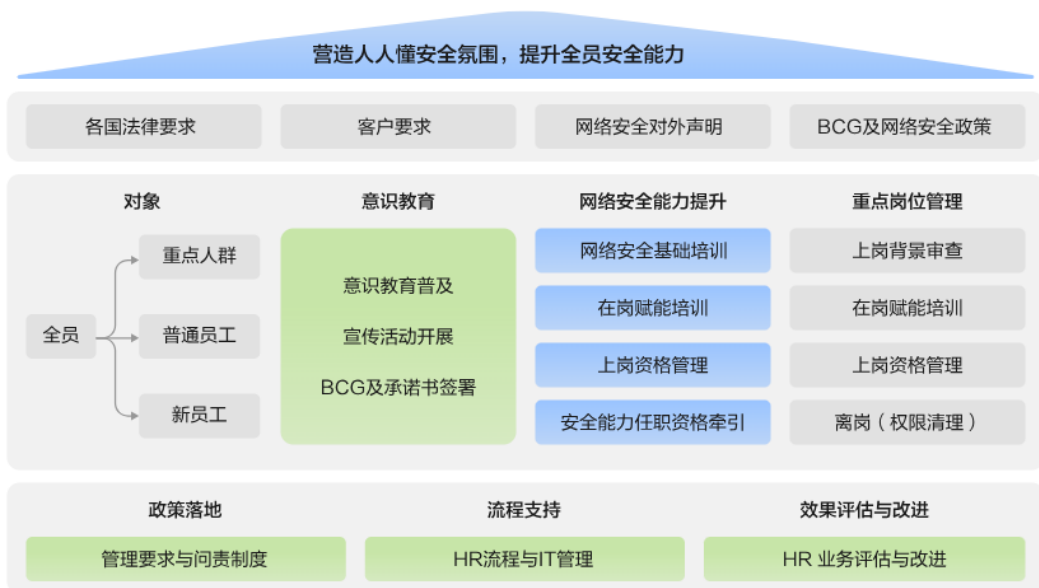 营造人人懂安全氛围，提升全员安全能力
各国法律要求
客户要求
网络安全对外声明
BCG及网络安全政策
对象
意识教育
网络安全能力提升
重点岗位管理
全员
重点人群
普通员工
新员工
意识教育普及
宣传活动开展
BCG及承诺书签署
网络安全基础培训
在岗赋能培训
上岗资格管理
安全能力任职资格牵引
上岗背景审查
在岗赋能培训
上岗资格管理
离岗（权限清理）
政策落地
流程支持
效果评估与改进
管理要求与问责制度
HR流程与IT管理
HR 业务评估与改进